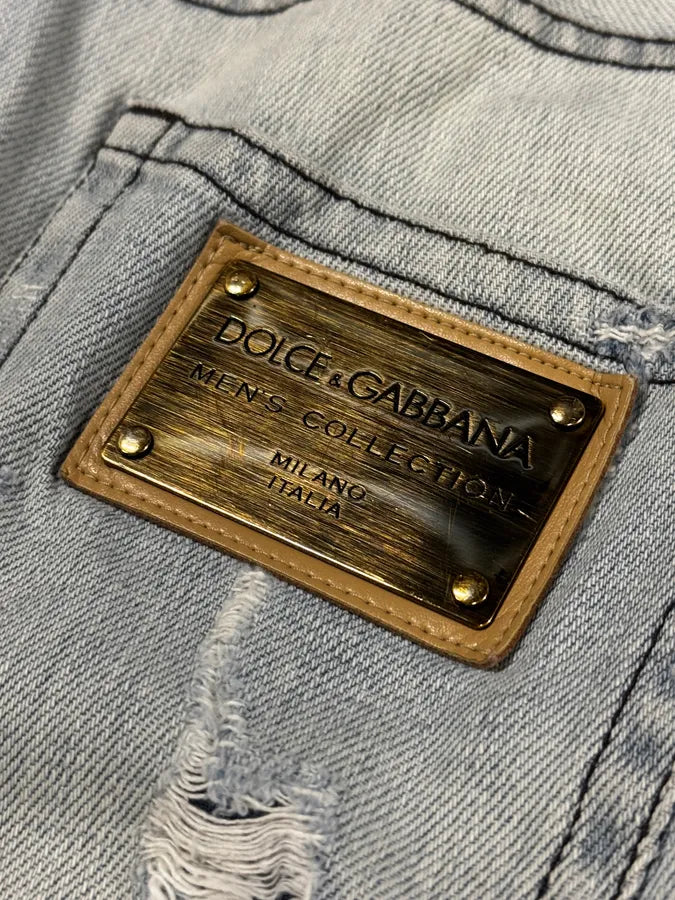 DOLCE & GABBANA
MEN'S COLLECTION
MILANO
ITALIA